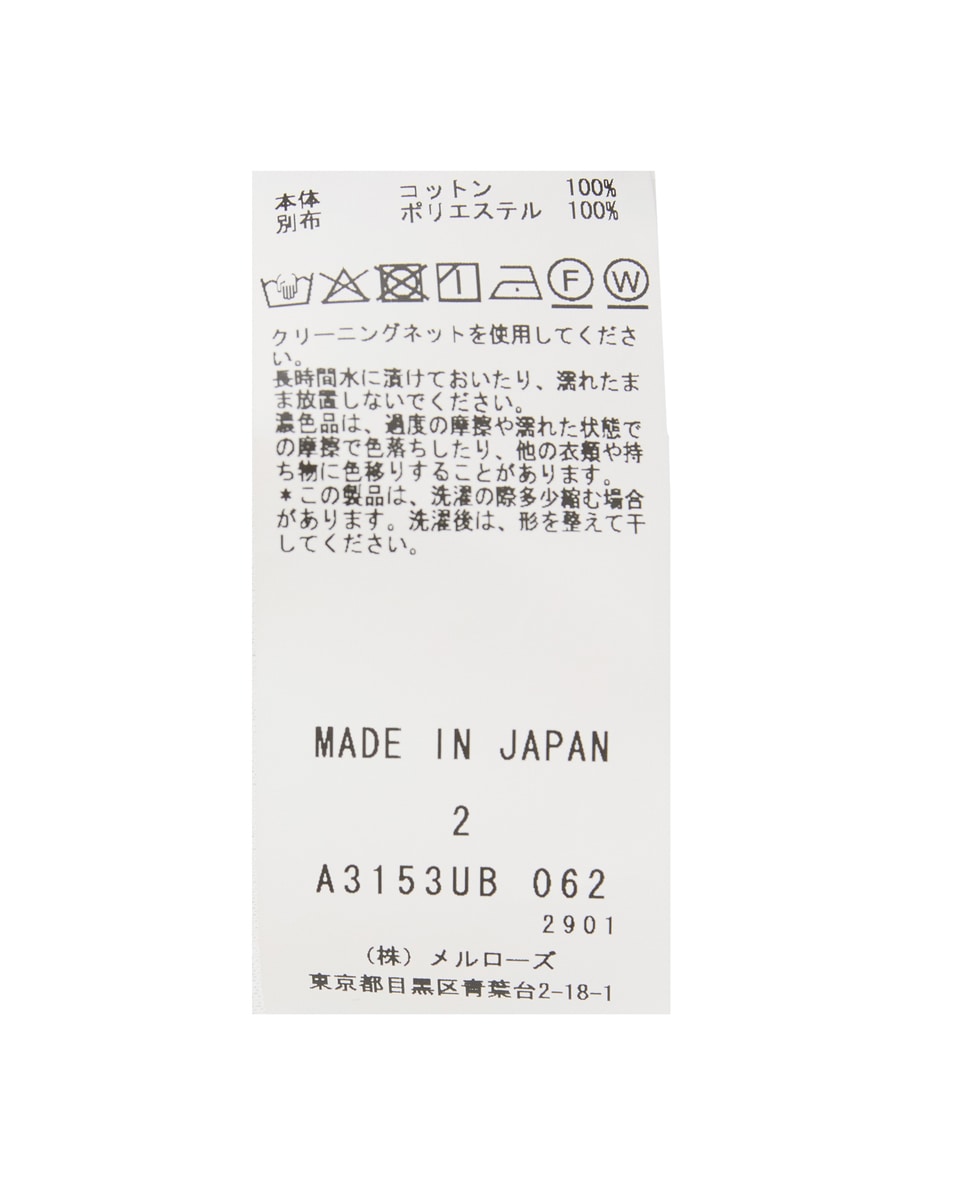 本体 コットン 100%
別布 ポリエステル 100%
F W
クリーニングネットを使用してくださ
い。
長時間水に漬けておいたり、濡れたま
ま放置しないでください。
濃色品は、過度の摩擦や濡れた状態で
の摩擦で色落ちしたり、他の衣類や持
ち物に色移りすることがあります。
*この製品は、洗濯の際多少縮む場合
があります。洗濯後は、形を整えて干
してください。
MADE IN JAPAN
2
A3153UB 062
2901
(株) メルローズ
東京都目黒区青葉台2-18-1